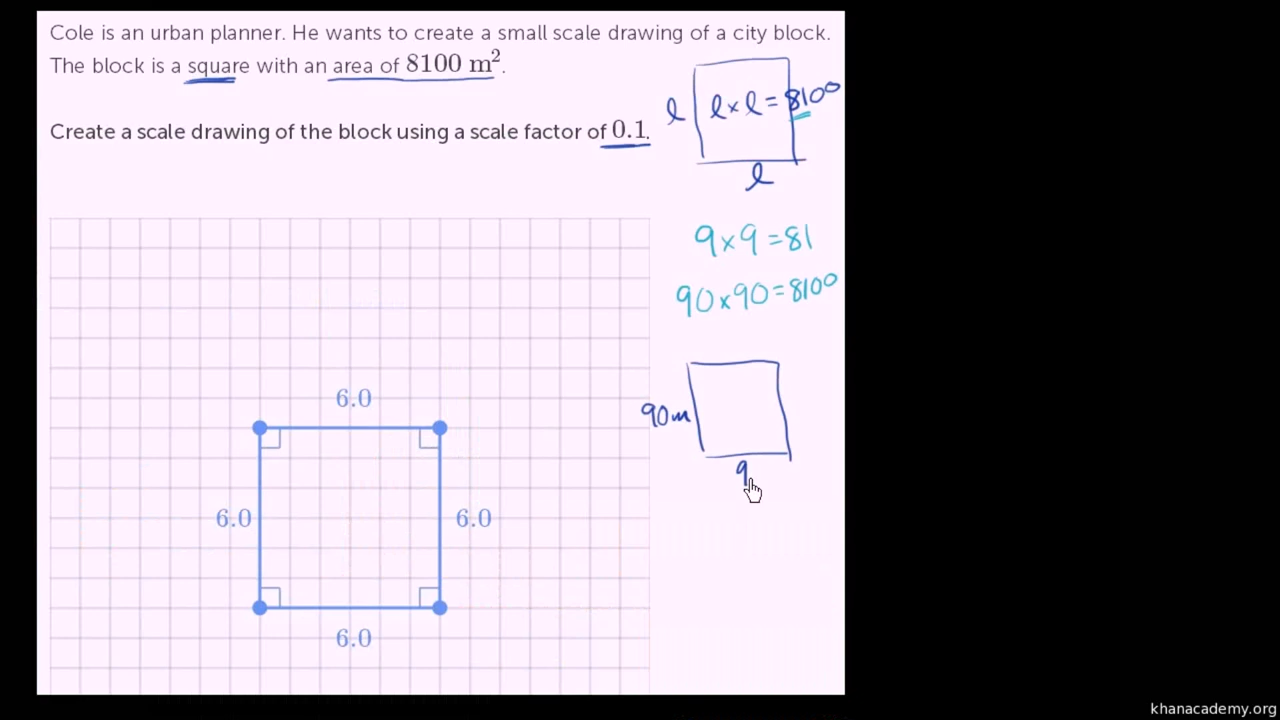 Cole is an urban planner. He wants to create a small scale drawing of a city block.
The block is a square with an area of 8100 m².
l l×l=8100
Create a scale drawing of the block using a scale factor of 0.1.
l
9×9=81
90×90=8100
6.0
90m
9
6.0 6.0
6.0
khanacademy.org